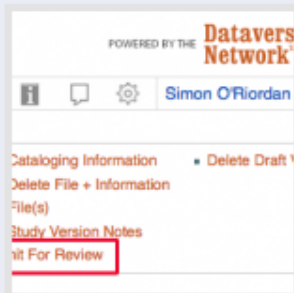 POWERED BY THE Datavers
Network
Simon O'Riordan
Cataloging Information ▪ Delete Draft V
Delete File + Information
File(s)
Study Version Notes
nit For Review